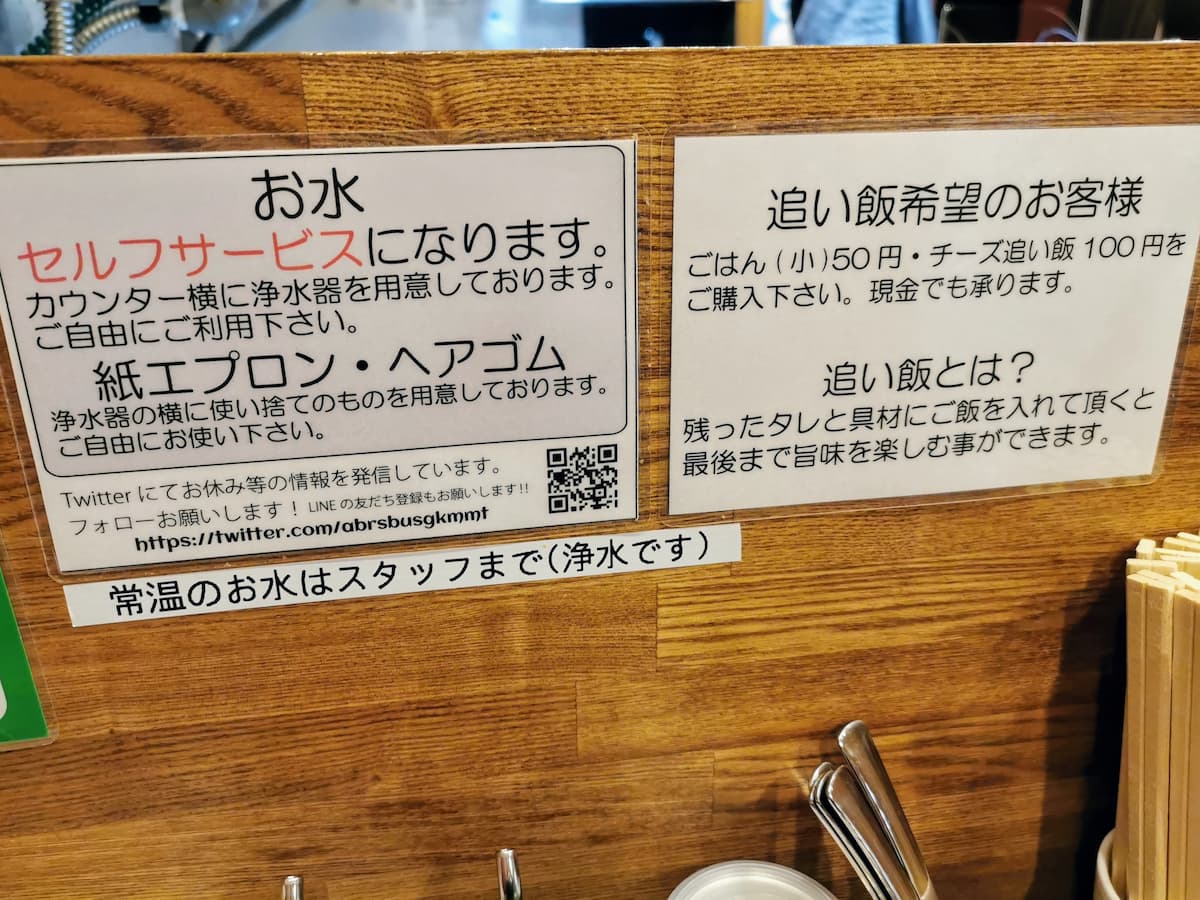 お水
セルフサービスになります。
カウンター横に浄水器を用意しております。
ご自由にご利用下さい。
紙エプロン・ヘアゴム
浄水器の横に使い捨てのものを用意しております。
ご自由にお使い下さい。
Twitterにてお休み等の情報を発信しています。
フォローお願いします！ LINEの友だち登録もお願いします!!
https://twitter.com/abrsbusgkmmt
常温のお水はスタッフまで(浄水です)
追い飯希望のお客様
ごはん(小)50円・チーズ追い飯100円を
ご購入下さい。現金でも承ります。
追い飯とは？
残ったタレと具材にご飯を入れて頂くと
最後まで旨味を楽しむ事ができます。